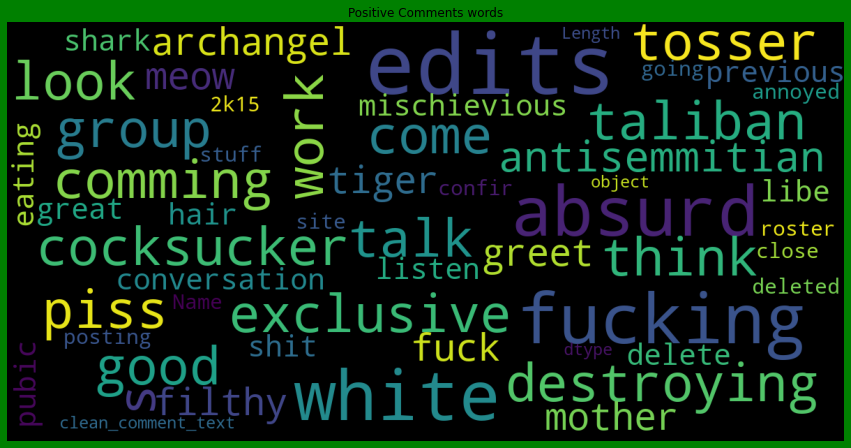 Positive Comments words
shark archangel edits Length tosser
look meow going previous
2k15 work mischievious annoyed
group come taliban
eating stuff antisemmitian
comming tiger confir object libe
great hair site absurd roster
cocksucker talk greet think close
conversation listen deleted
piss Name exclusive fucking
posting shit fuck dtype delete
pubic good S filthy white destroying
clean_comment_text mother